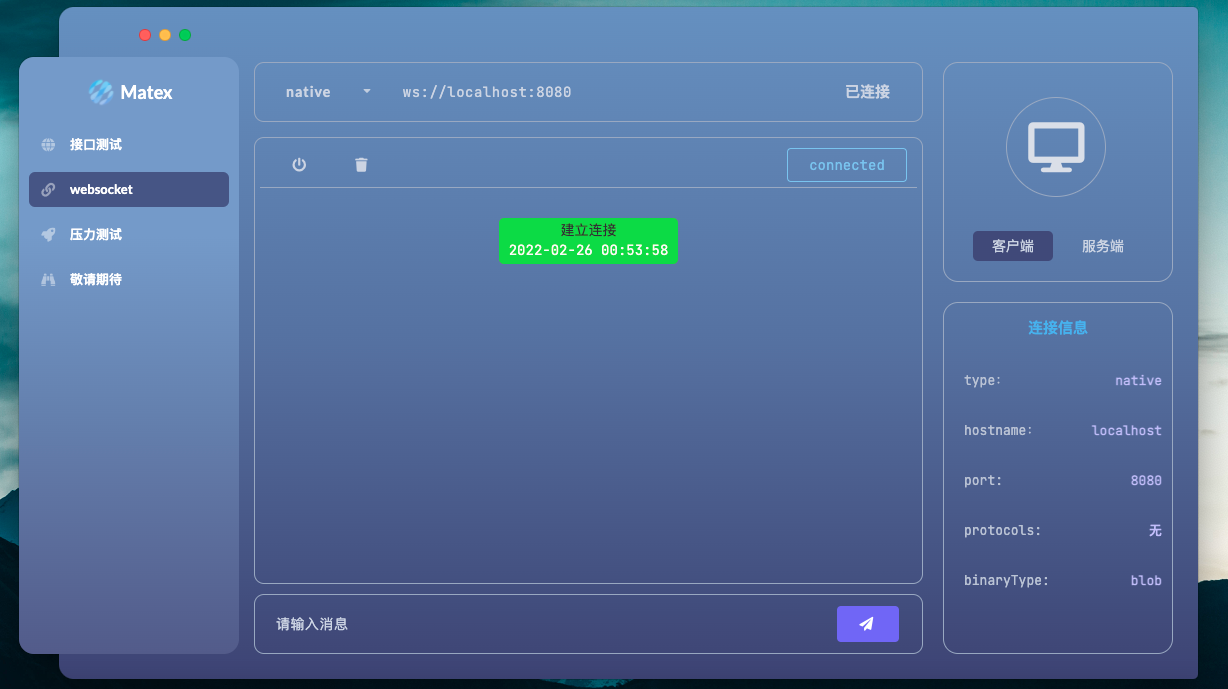 Matex
接口测试
websocket
压力测试
敬请期待
native
ws://localhost:8080
已连接
connected
建立连接
2022-02-26 00:53:58
请输入消息
客户端
服务端
连接信息
type: native
hostname: localhost
port: 8080
protocols: 无
binaryType: blob